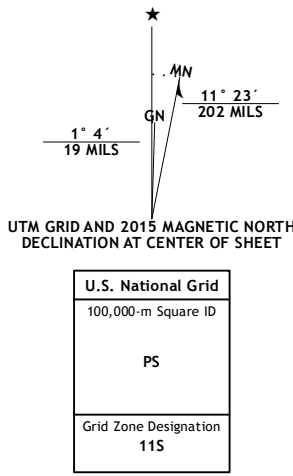 MN
GN
11° 23´
202 MILS
1° 4´
19 MILS
UTM GRID AND 2015 MAGNETIC NORTH
DECLINATION AT CENTER OF SHEET
U.S. National Grid
100,000-m Square ID
PS
Grid Zone Designation
11S